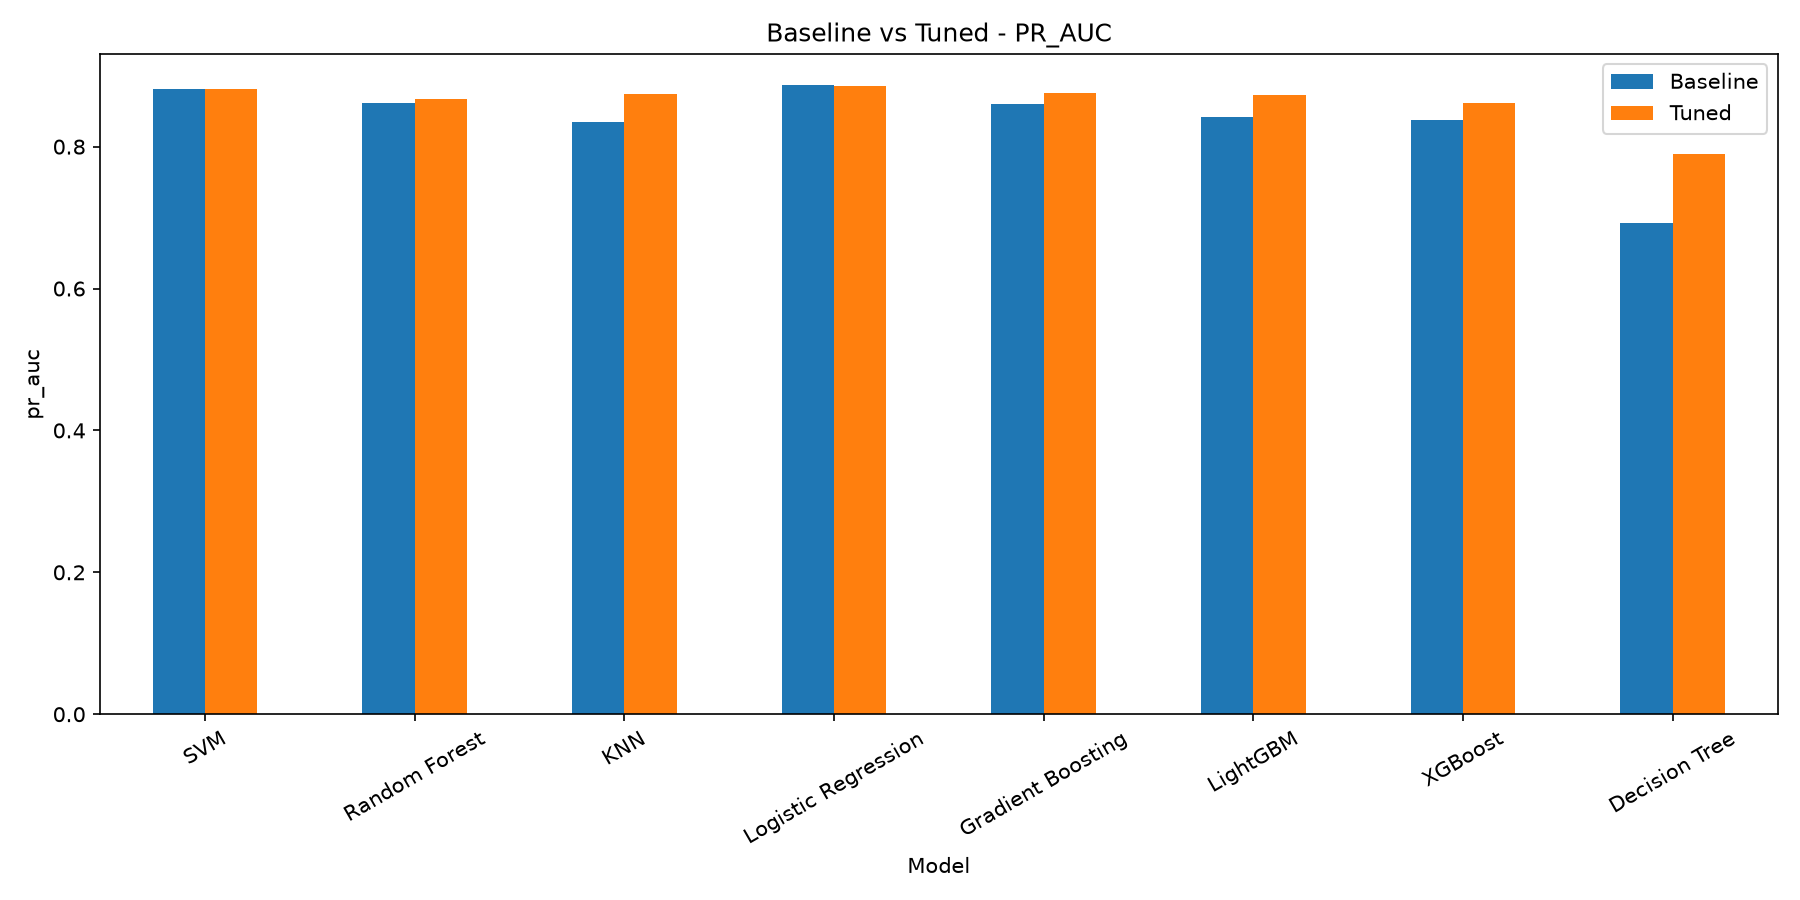 Baseline vs Tuned - PR_AUC
Baseline
Tuned
pr_auc
0.8
0.6
0.4
0.2
0.0
SVM
Random Forest
KNN
Logistic Regression
Gradient Boosting
LightGBM
XGBoost
Decision Tree
Model